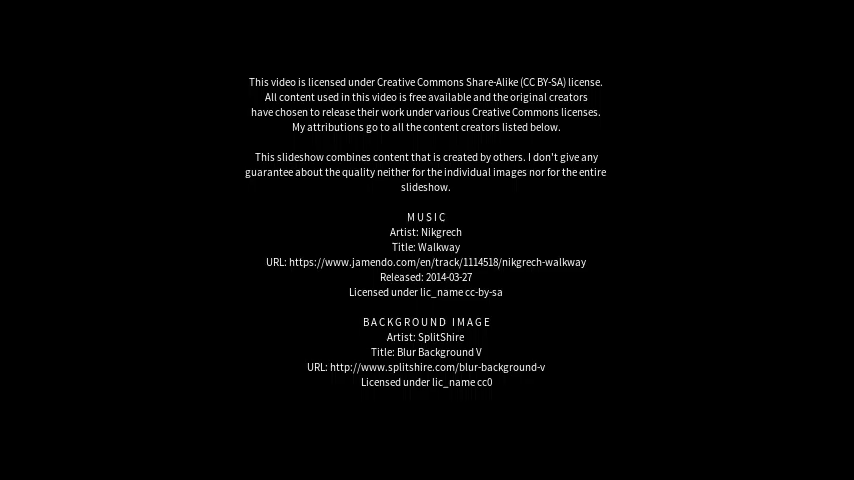 This video is licensed under Creative Commons Share-Alike (CC BY-SA) license.
All content used in this video is free available and the original creators
have chosen to release their work under various Creative Commons licenses.
My attributions go to all the content creators listed below.
This slideshow combines content that is created by others. I don't give any
guarantee about the quality neither for the individual images nor for the entire
slideshow.
MUSIC
Artist: Nikgrech
Title: Walkway
URL: https://www.jamendo.com/en/track/1114518/nikgrech-walkway
Released: 2014-03-27
Licensed under lic_name cc-by-sa
BACKGROUND IMAGE
Artist: SplitShire
Title: Blur Background V
URL: http://www.splitshire.com/blur-background-v
Licensed under lic_name cc0